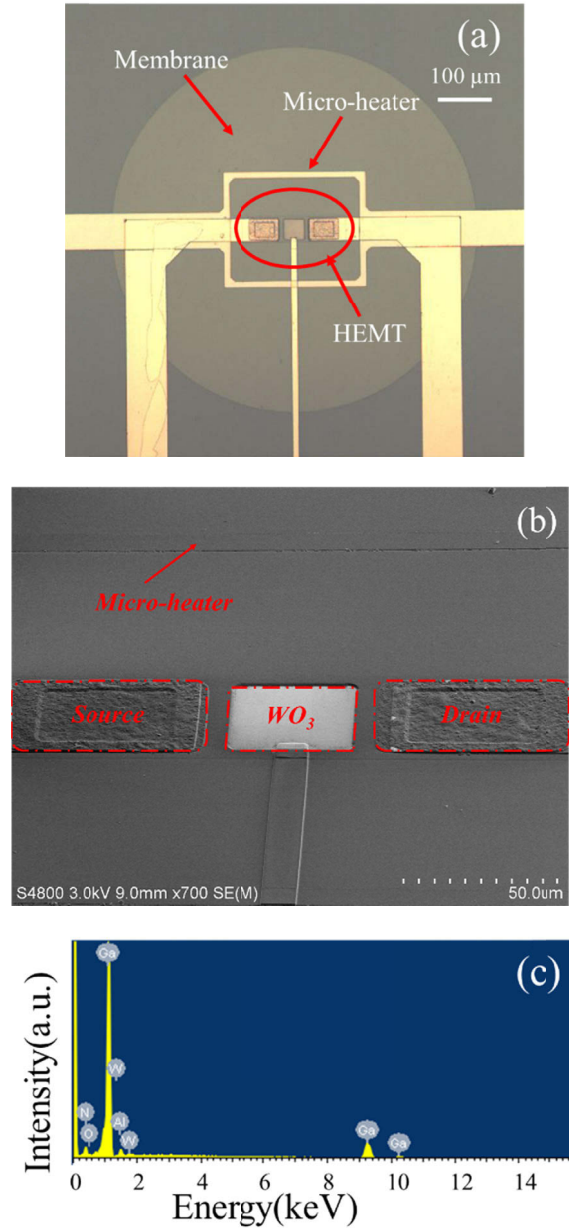 (a)
Membrane
100 μm
Micro-heater
HEMT
(b)
Micro-heater
Source
WO3
Drain
S4800 3.0kV 9.0mm x700 SE(M)
50.0um
(c)
Intensity(a.u.)
Ga
W
N
Al
O
W
Ga
Ga
0 2 4 6 8 10 12 14
Energy(keV)